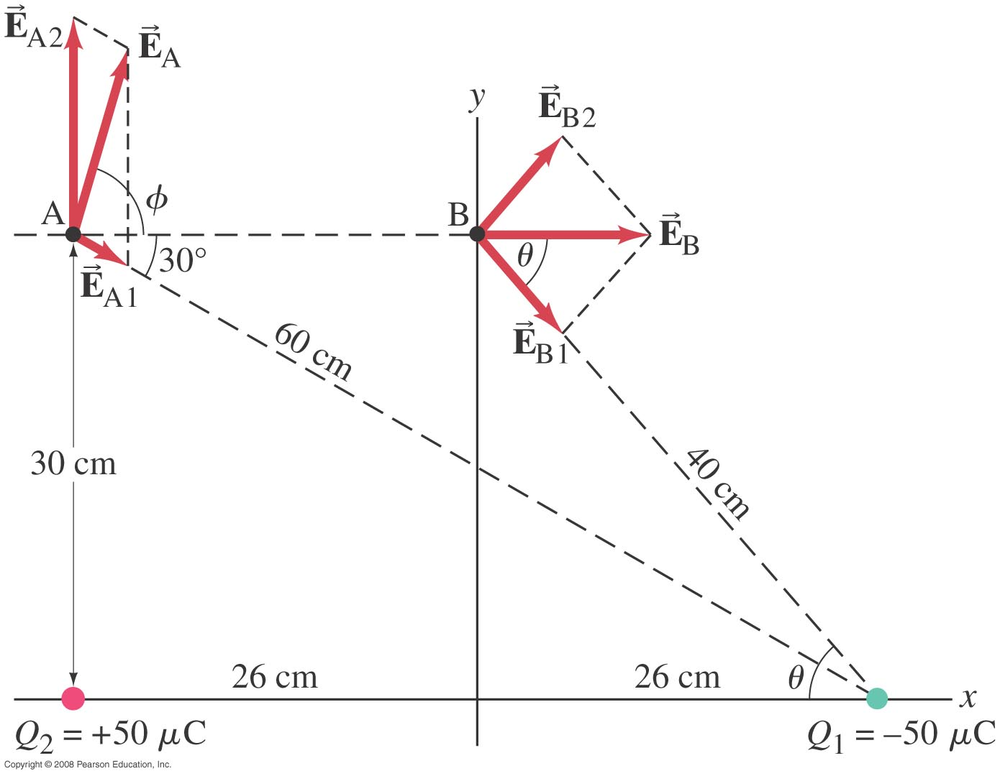 E⃗A2
E⃗A
y
E⃗B2
ϕ
A
B
E⃗B
30°
θ
E⃗A1
60 cm
E⃗B1
30 cm
40 cm
26 cm
26 cm
θ
x
Q2 = +50 μC
Q1 = –50 μC
Copyright © 2008 Pearson Education, Inc.